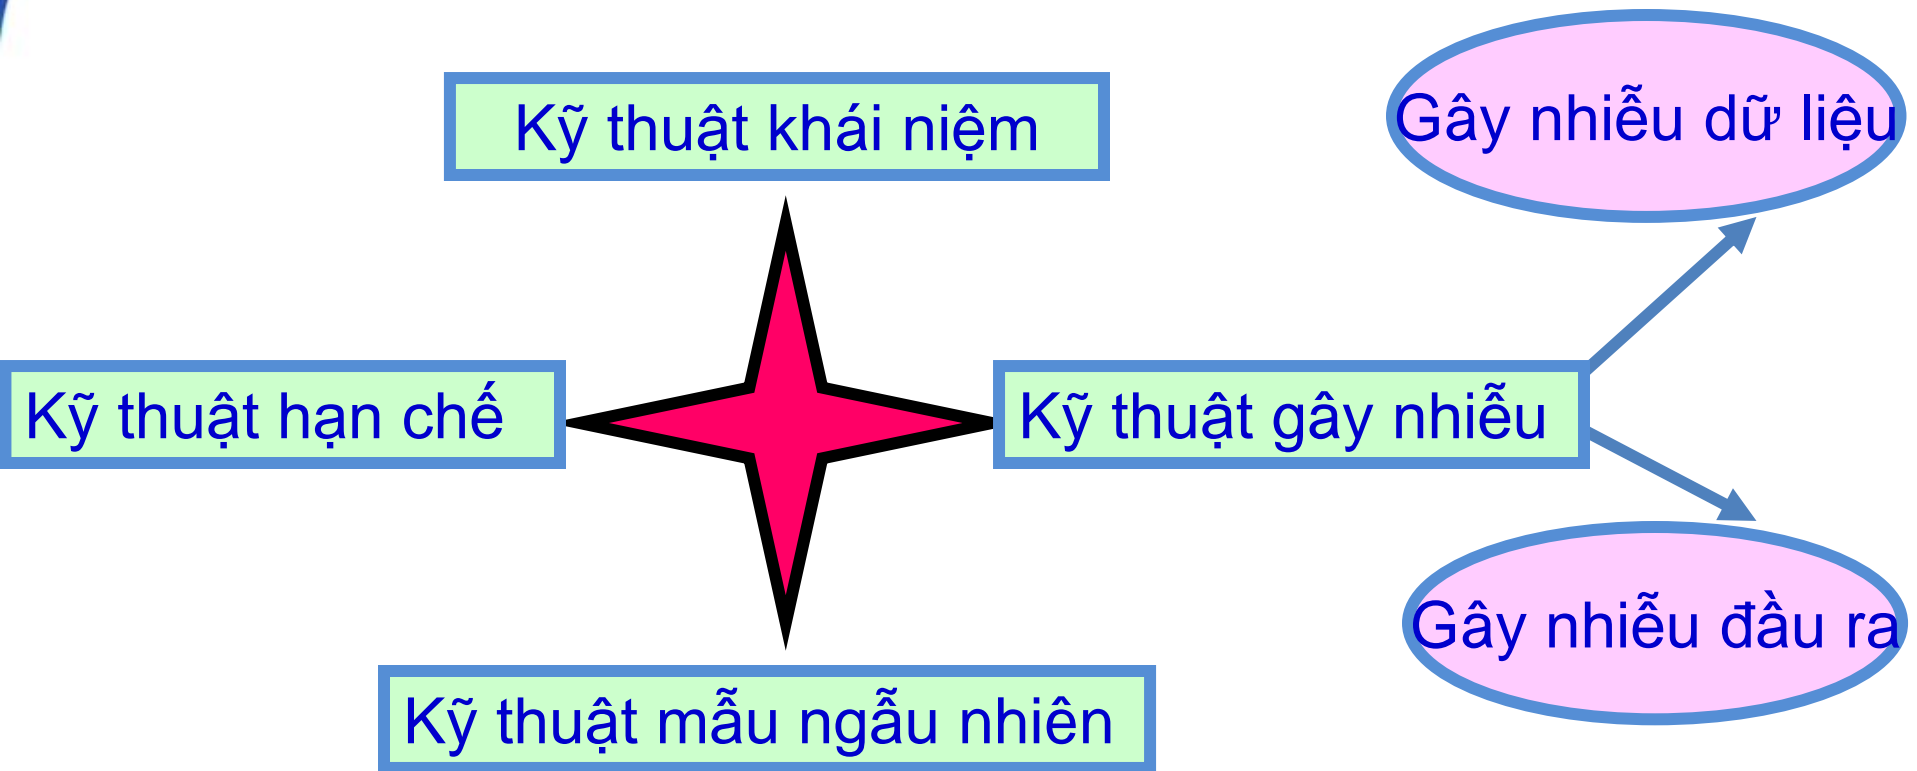 Kỹ thuật khái niệm
Gây nhiễu dữ liệu
Kỹ thuật hạn chế
Kỹ thuật gây nhiễu
Gây nhiễu đầu ra
Kỹ thuật mẫu ngẫu nhiên